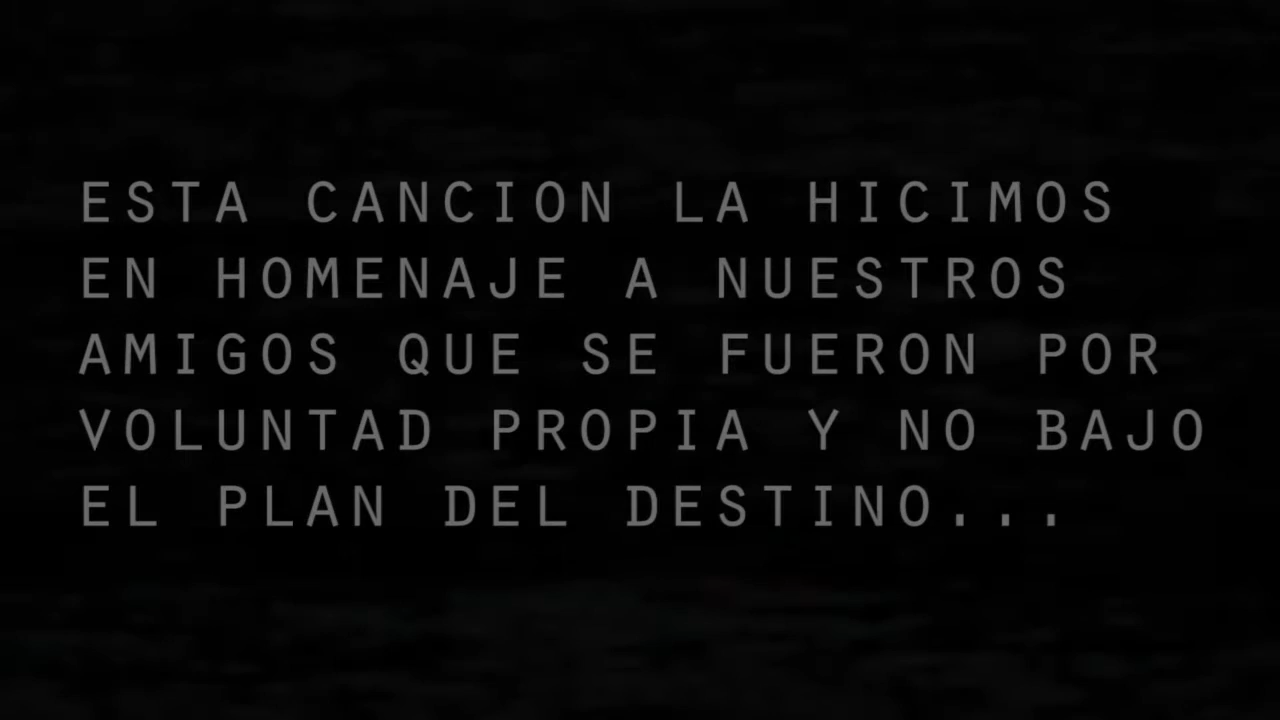 ESTA CANCION LA HICIMOS
EN HOMENAJE A NUESTROS
AMIGOS QUE SE FUERON POR
VOLUNTAD PROPIA Y NO BAJO
EL PLAN DEL DESTINO...